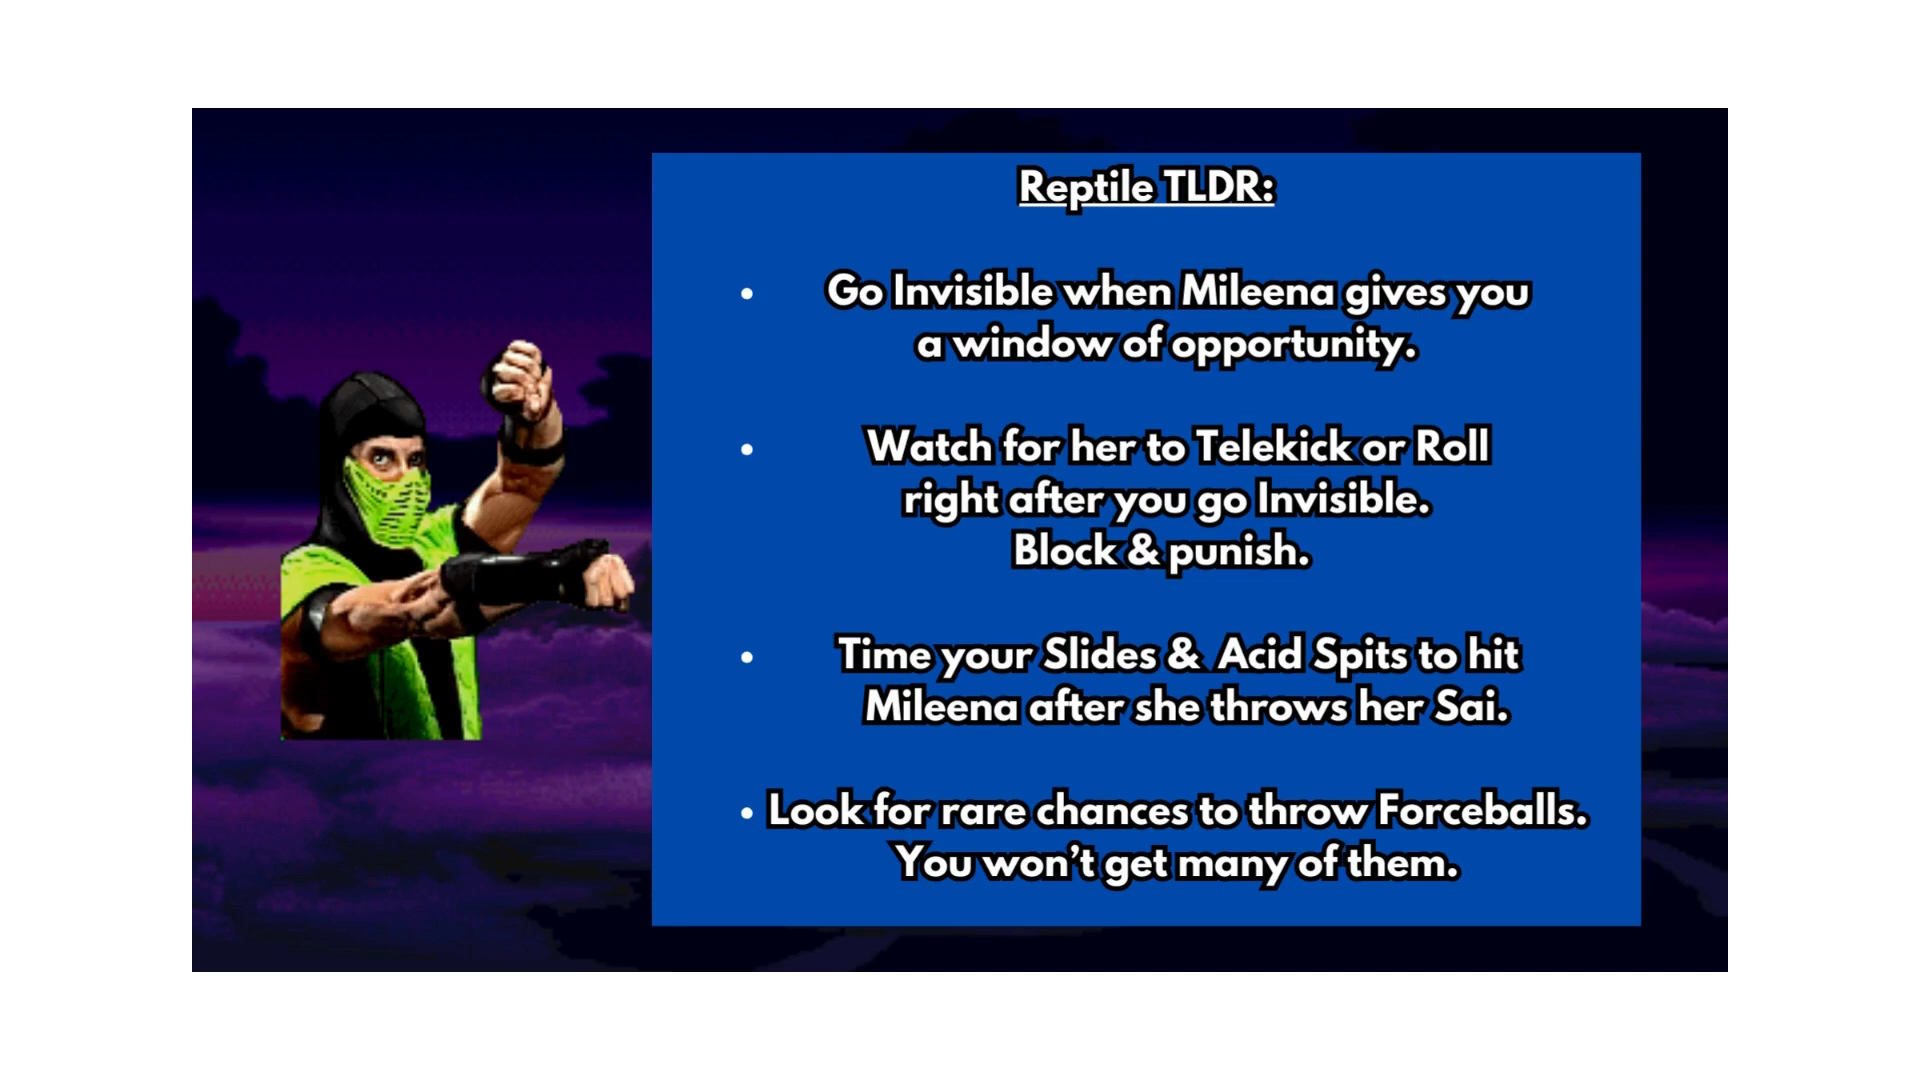 Reptile TLDR:
• Go Invisible when Mileena gives you
a window of opportunity.
• Watch for her to Telekick or Roll
right after you go Invisible.
Block & punish.
• Time your Slides & Acid Spits to hit
Mileena after she throws her Sai.
• Look for rare chances to throw Forceballs.
You won’t get many of them.